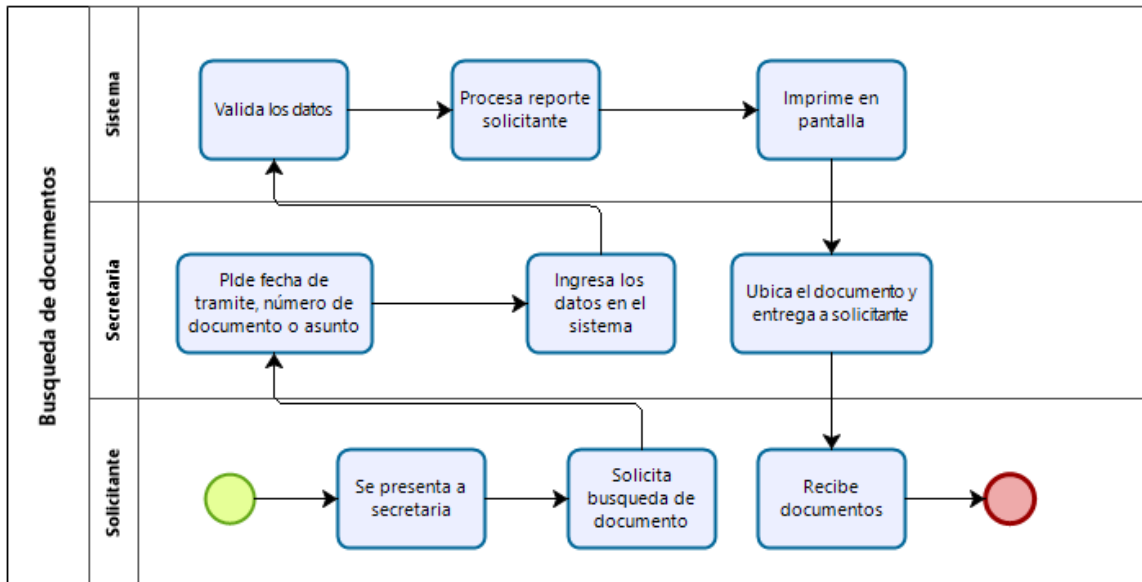 Busqueda de documentos
Sistema
Valida los datos
Procesa reporte
solicitante
Imprime en
pantalla
Secretaria
PIde fecha de
tramite, número de
documento o asunto
Ingresa los
datos en el
sistema
Ubica el documento y
entrega a solicitante
Solicitante
Se presenta a
secretaria
Solicita
busqueda de
documento
Recibe
documentos